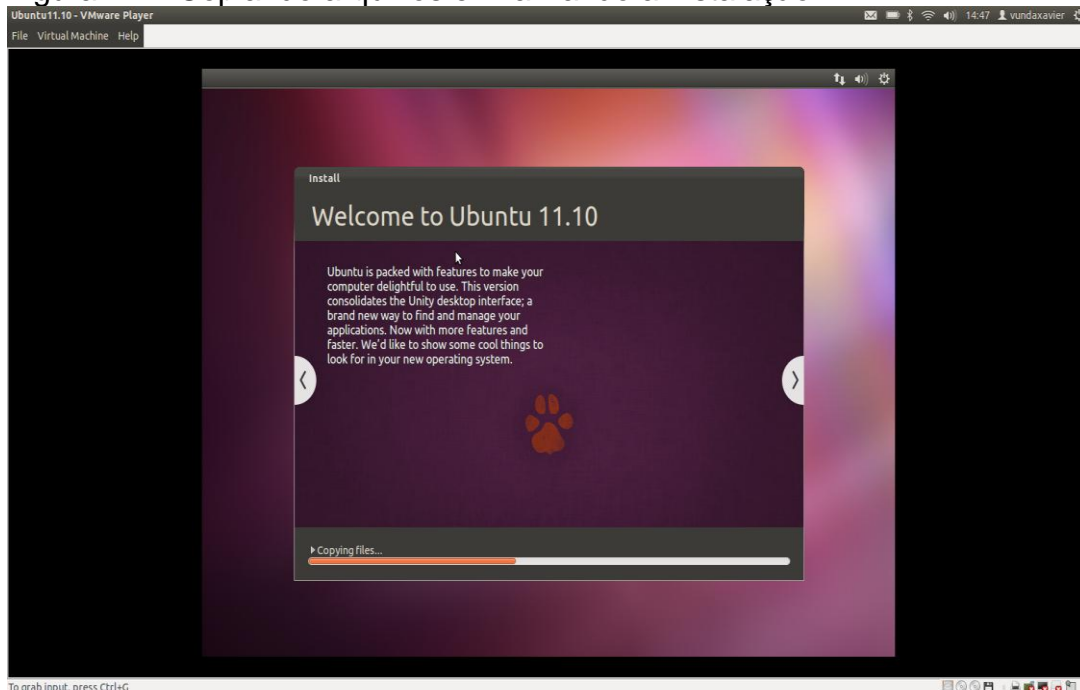 Ubuntu11.10 - VMware Player
14:47 vundaxavier
File Virtual Machine Help
Install
Welcome to Ubuntu 11.10
Ubuntu is packed with features to make your
computer delightful to use. This version
consolidates the Unity desktop interface; a
brand new way to find and manage your
applications. Now with more features and
faster. We'd like to show some cool things to
look for in your new operating system.
Copying files...
To grab input, press Ctrl+G